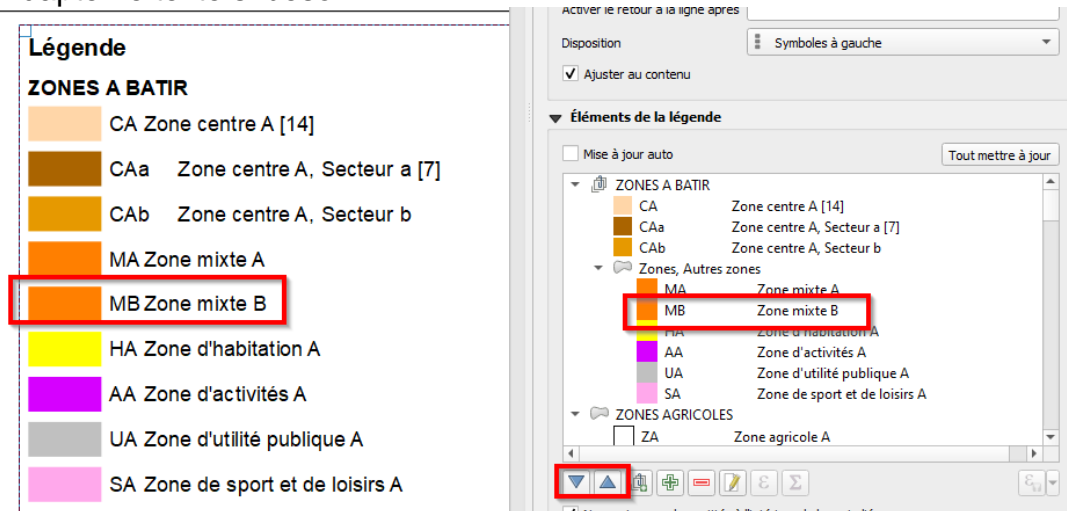 Légende
ZONES A BATIR
CA Zone centre A [14]
CAa Zone centre A, Secteur a [7]
CAb Zone centre A, Secteur b
MA Zone mixte A
MB Zone mixte B
HA Zone d'habitation A
AA Zone d'activités A
UA Zone d'utilité publique A
SA Zone de sport et de loisirs A
Activer le retour à la ligne après
Disposition
Symboles à gauche
Ajuster au contenu
Éléments de la légende
Mise à jour auto
Tout mettre à jour
ZONES A BATIR
CA Zone centre A [14]
CAa Zone centre A, Secteur a [7]
CAb Zone centre A, Secteur b
Zones, Autres zones
MA Zone mixte A
MB Zone mixte B
HA Zone d'habitation A
AA Zone d'activités A
UA Zone d'utilité publique A
SA Zone de sport et de loisirs A
ZONES AGRICOLES
ZA Zone agricole A
ε Σ